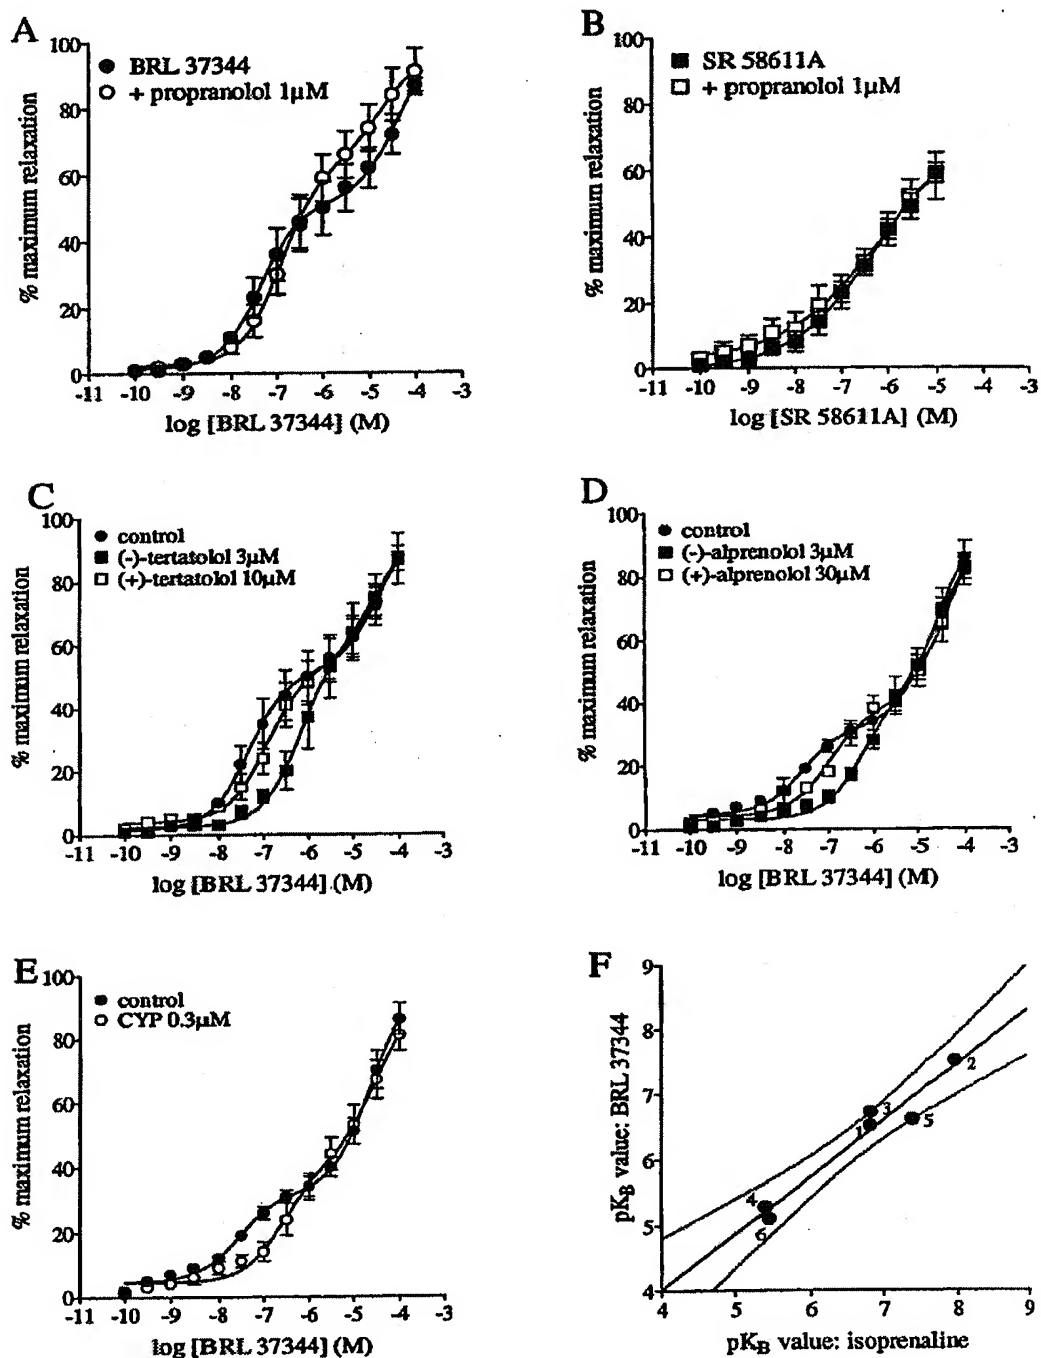 A
BRL 37344
+ propranolol 1μM
100
80
60
40
20
0
% maximum relaxation
-11 -10 -9 -8 -7 -6 -5 -4 -3
log [BRL 37344] (M)
B
SR 58611A
+ propranolol 1μM
100
80
60
40
20
0
% maximum relaxation
-11 -10 -9 -8 -7 -6 -5 -4 -3
log [SR 58611A] (M)
C
control
(-)-tertatolol 3μM
(+)-tertatolol 10μM
100
80
60
40
20
0
% maximum relaxation
-11 -10 -9 -8 -7 -6 -5 -4 -3
log [BRL 37344] (M)
D
control
(-)-alprenolol 3μM
(+)-alprenolol 30μM
100
80
60
40
20
0
% maximum relaxation
-11 -10 -9 -8 -7 -6 -5 -4 -3
log [BRL 37344] (M)
E
control
CYP 0.3μM
100
80
60
40
20
0
% maximum relaxation
-11 -10 -9 -8 -7 -6 -5 -4 -3
log [BRL 37344] (M)
F
9
8
7
6
5
4
pKB value: BRL 37344
2
3
1
5
4
6
4 5 6 7 8 9
pKB value: isoprenaline